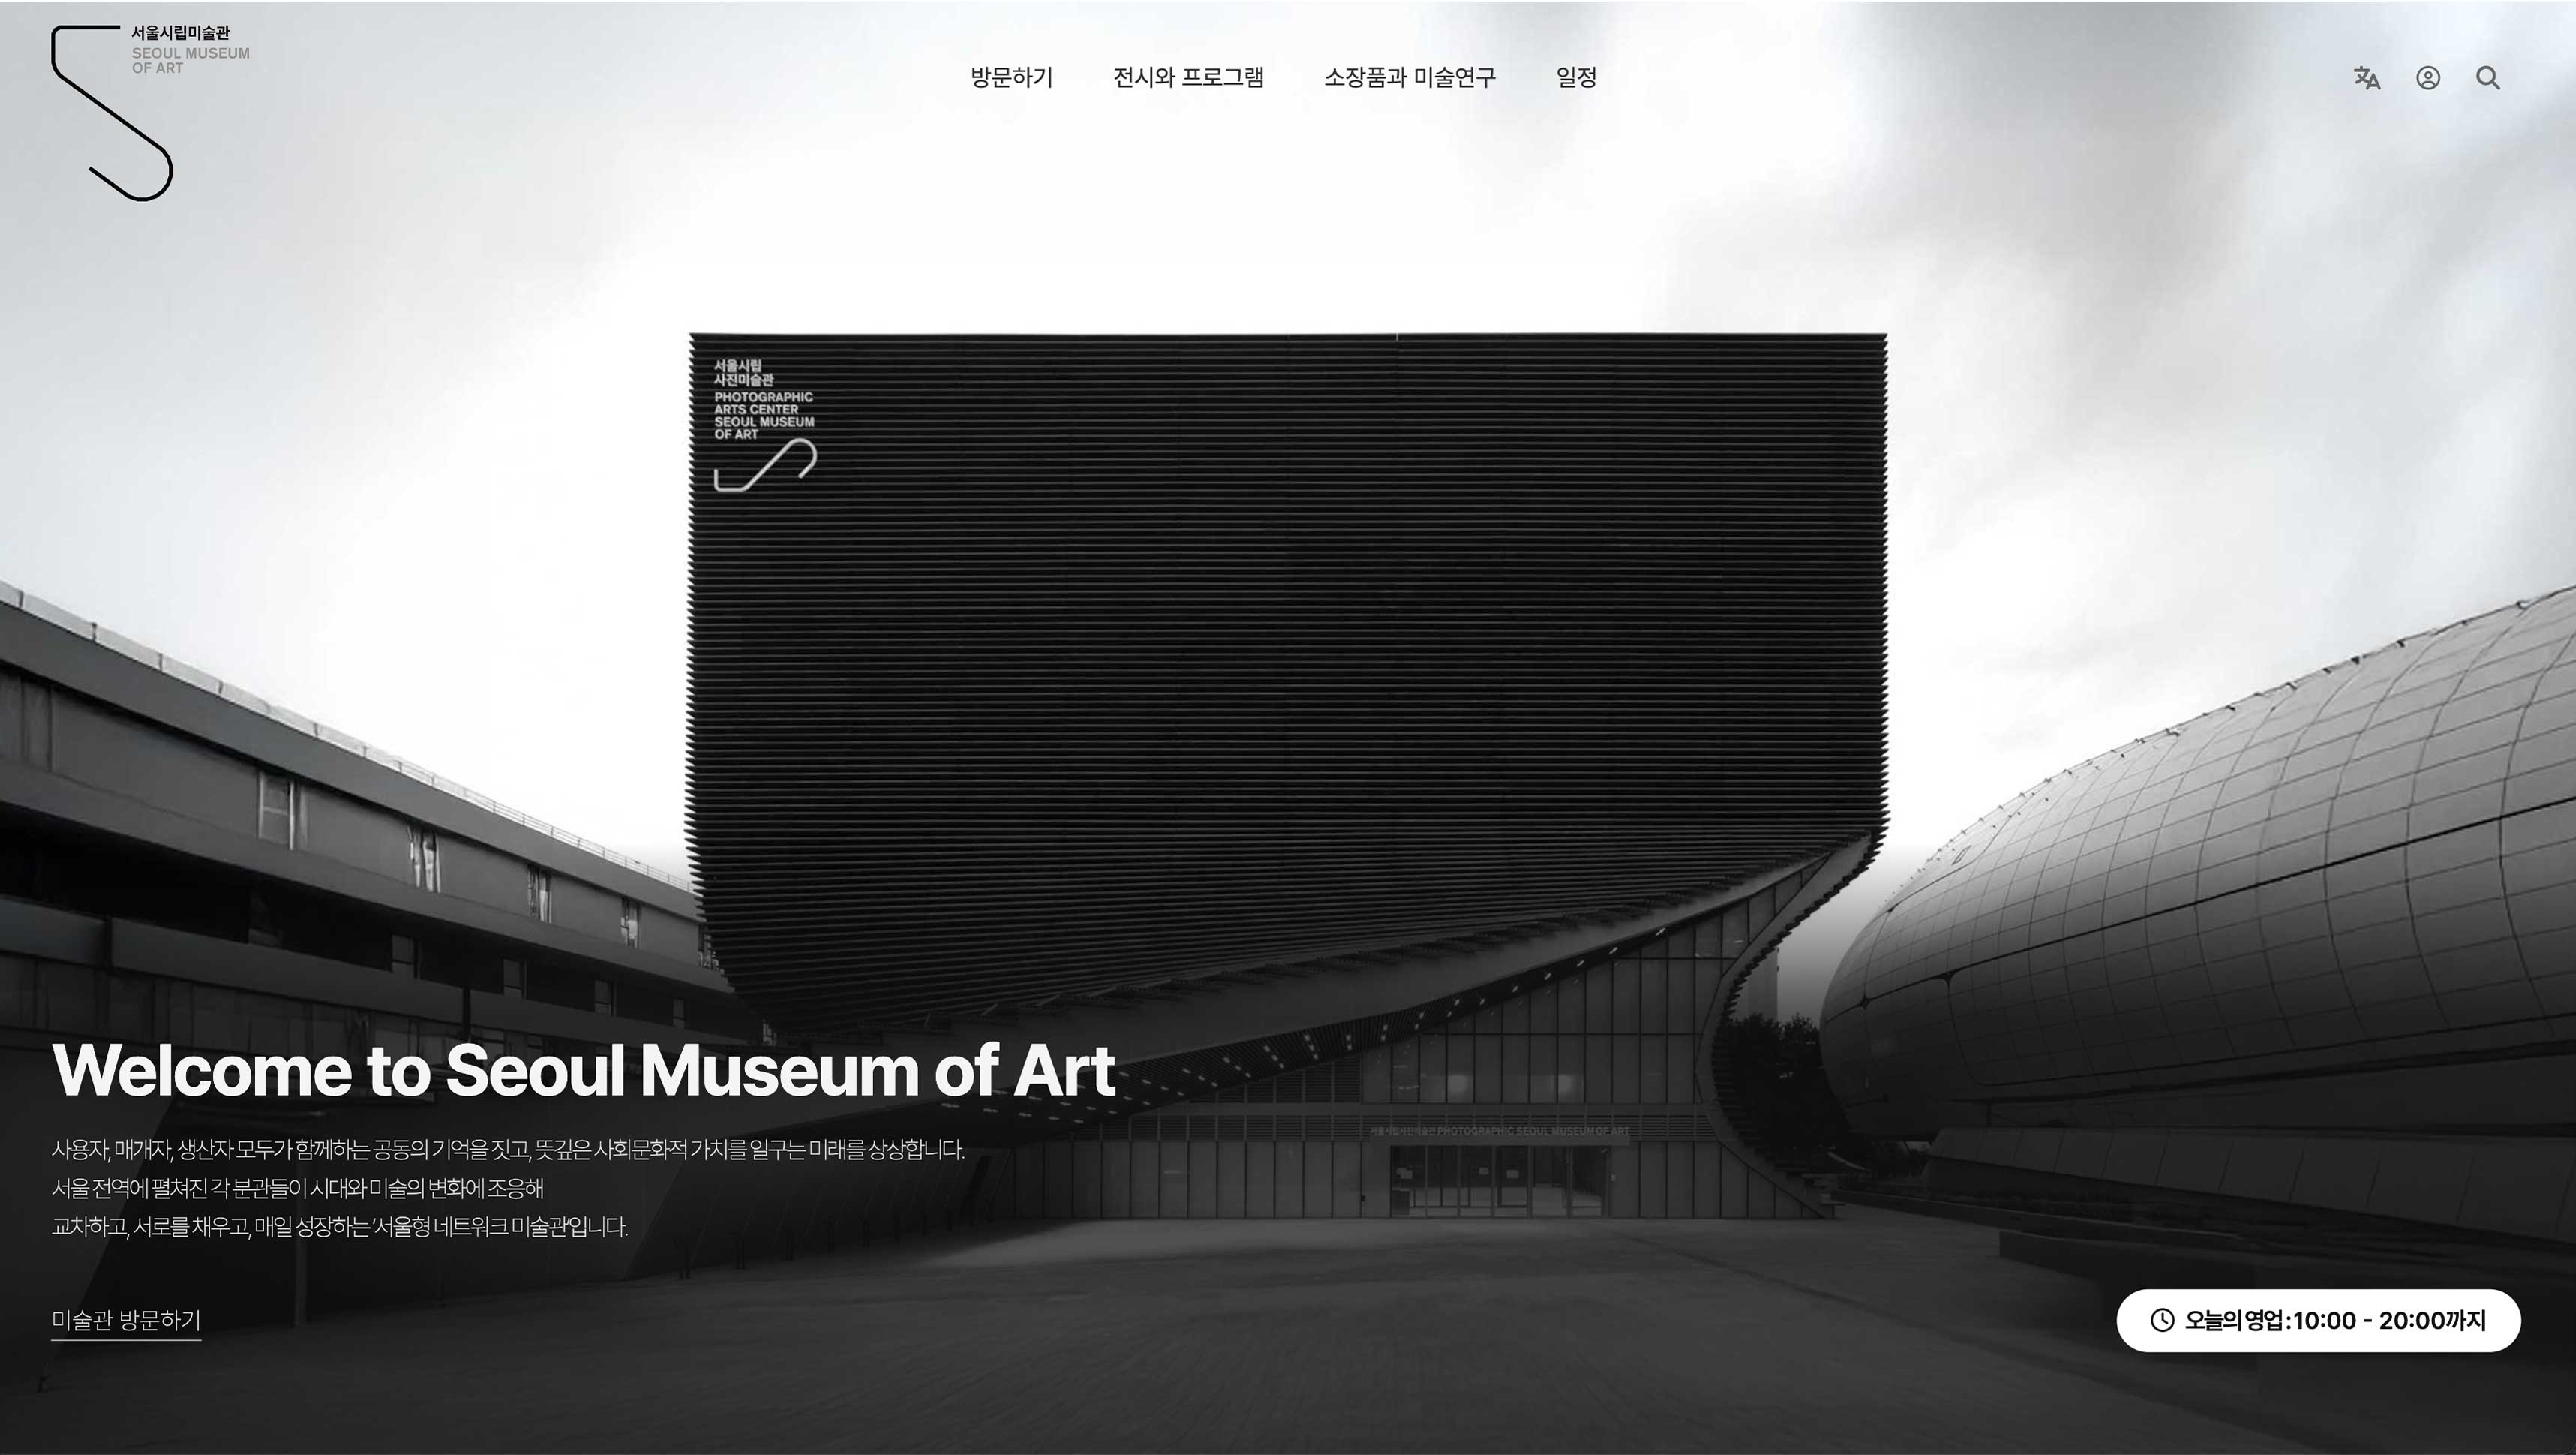 서울시립미술관
SEOUL MUSEUM
OF ART
방문하기 전시와 프로그램 소장품과 미술연구 일정
서울시립
사진미술관
PHOTOGRAPHIC
ARTS CENTER
SEOUL MUSEUM
OF ART
Welcome to Seoul Museum of Art
서울시립사진미술관 PHOTOGRAPHIC SEOUL MUSEUM OF ART
사용자, 매개자, 생산자 모두가 함께하는 공동의 기억을 짓고, 뜻깊은 사회문화적 가치를 일구는 미래를 상상합니다.
서울 전역에 펼쳐진 각 분관들이 시대와 미술의 변화에 조응해
교차하고, 서로를 채우고, 매일 성장하는 ‘서울형 네트워크 미술관’입니다.
미술관 방문하기
오늘의 영업 : 10:00 - 20:00까지